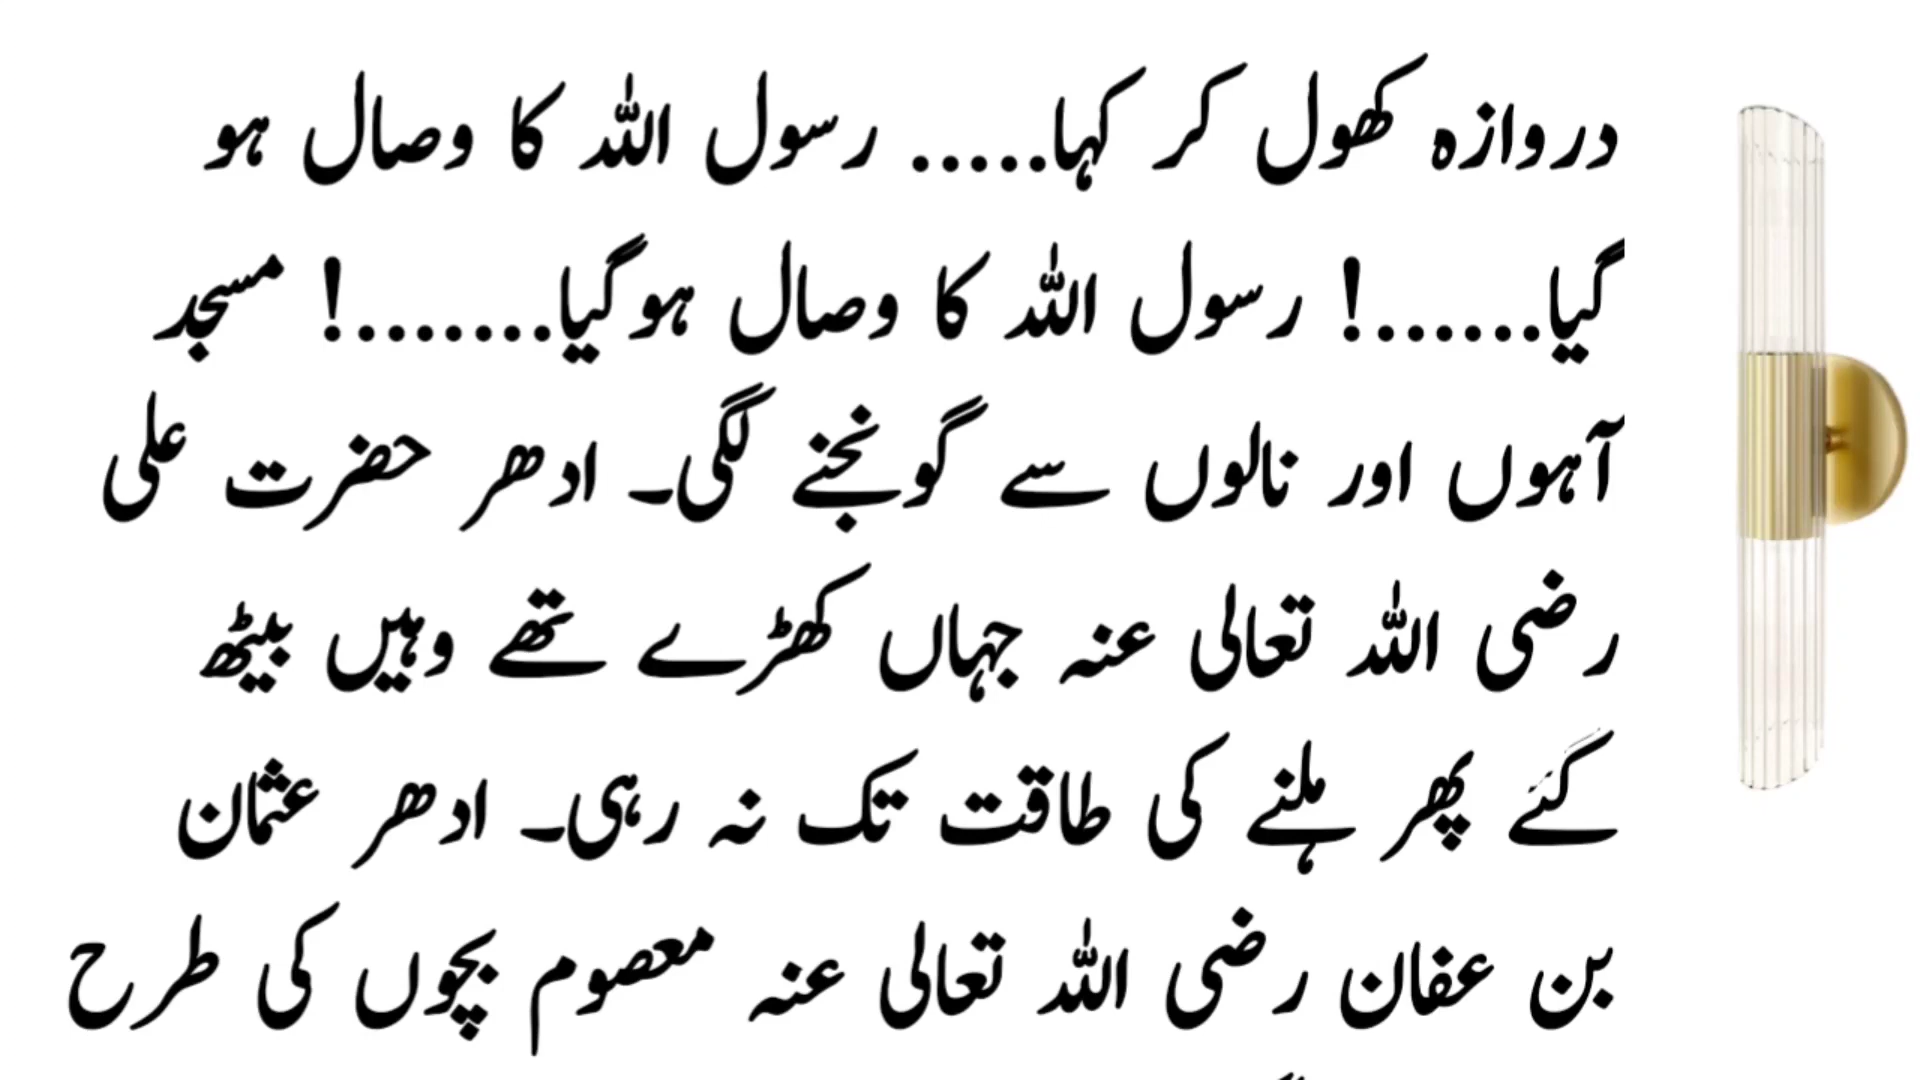 دروازہ کھول کر کہا..... رسول اللہ کا وصال ہو
گیا......! رسول اللہ کا وصال ہوگیا.......! مسجد
آہوں اور نالوں سے گونجنے لگی۔ ادھر حضرت علی
رضی اللہ تعالی عنہ جہاں کھڑے تھے وہیں بیٹھ
گئے پھر ہلنے کی طاقت تک نہ رہی۔ ادھر عثمان
بن عفان رضی اللہ تعالی عنہ معصوم بچوں کی طرح